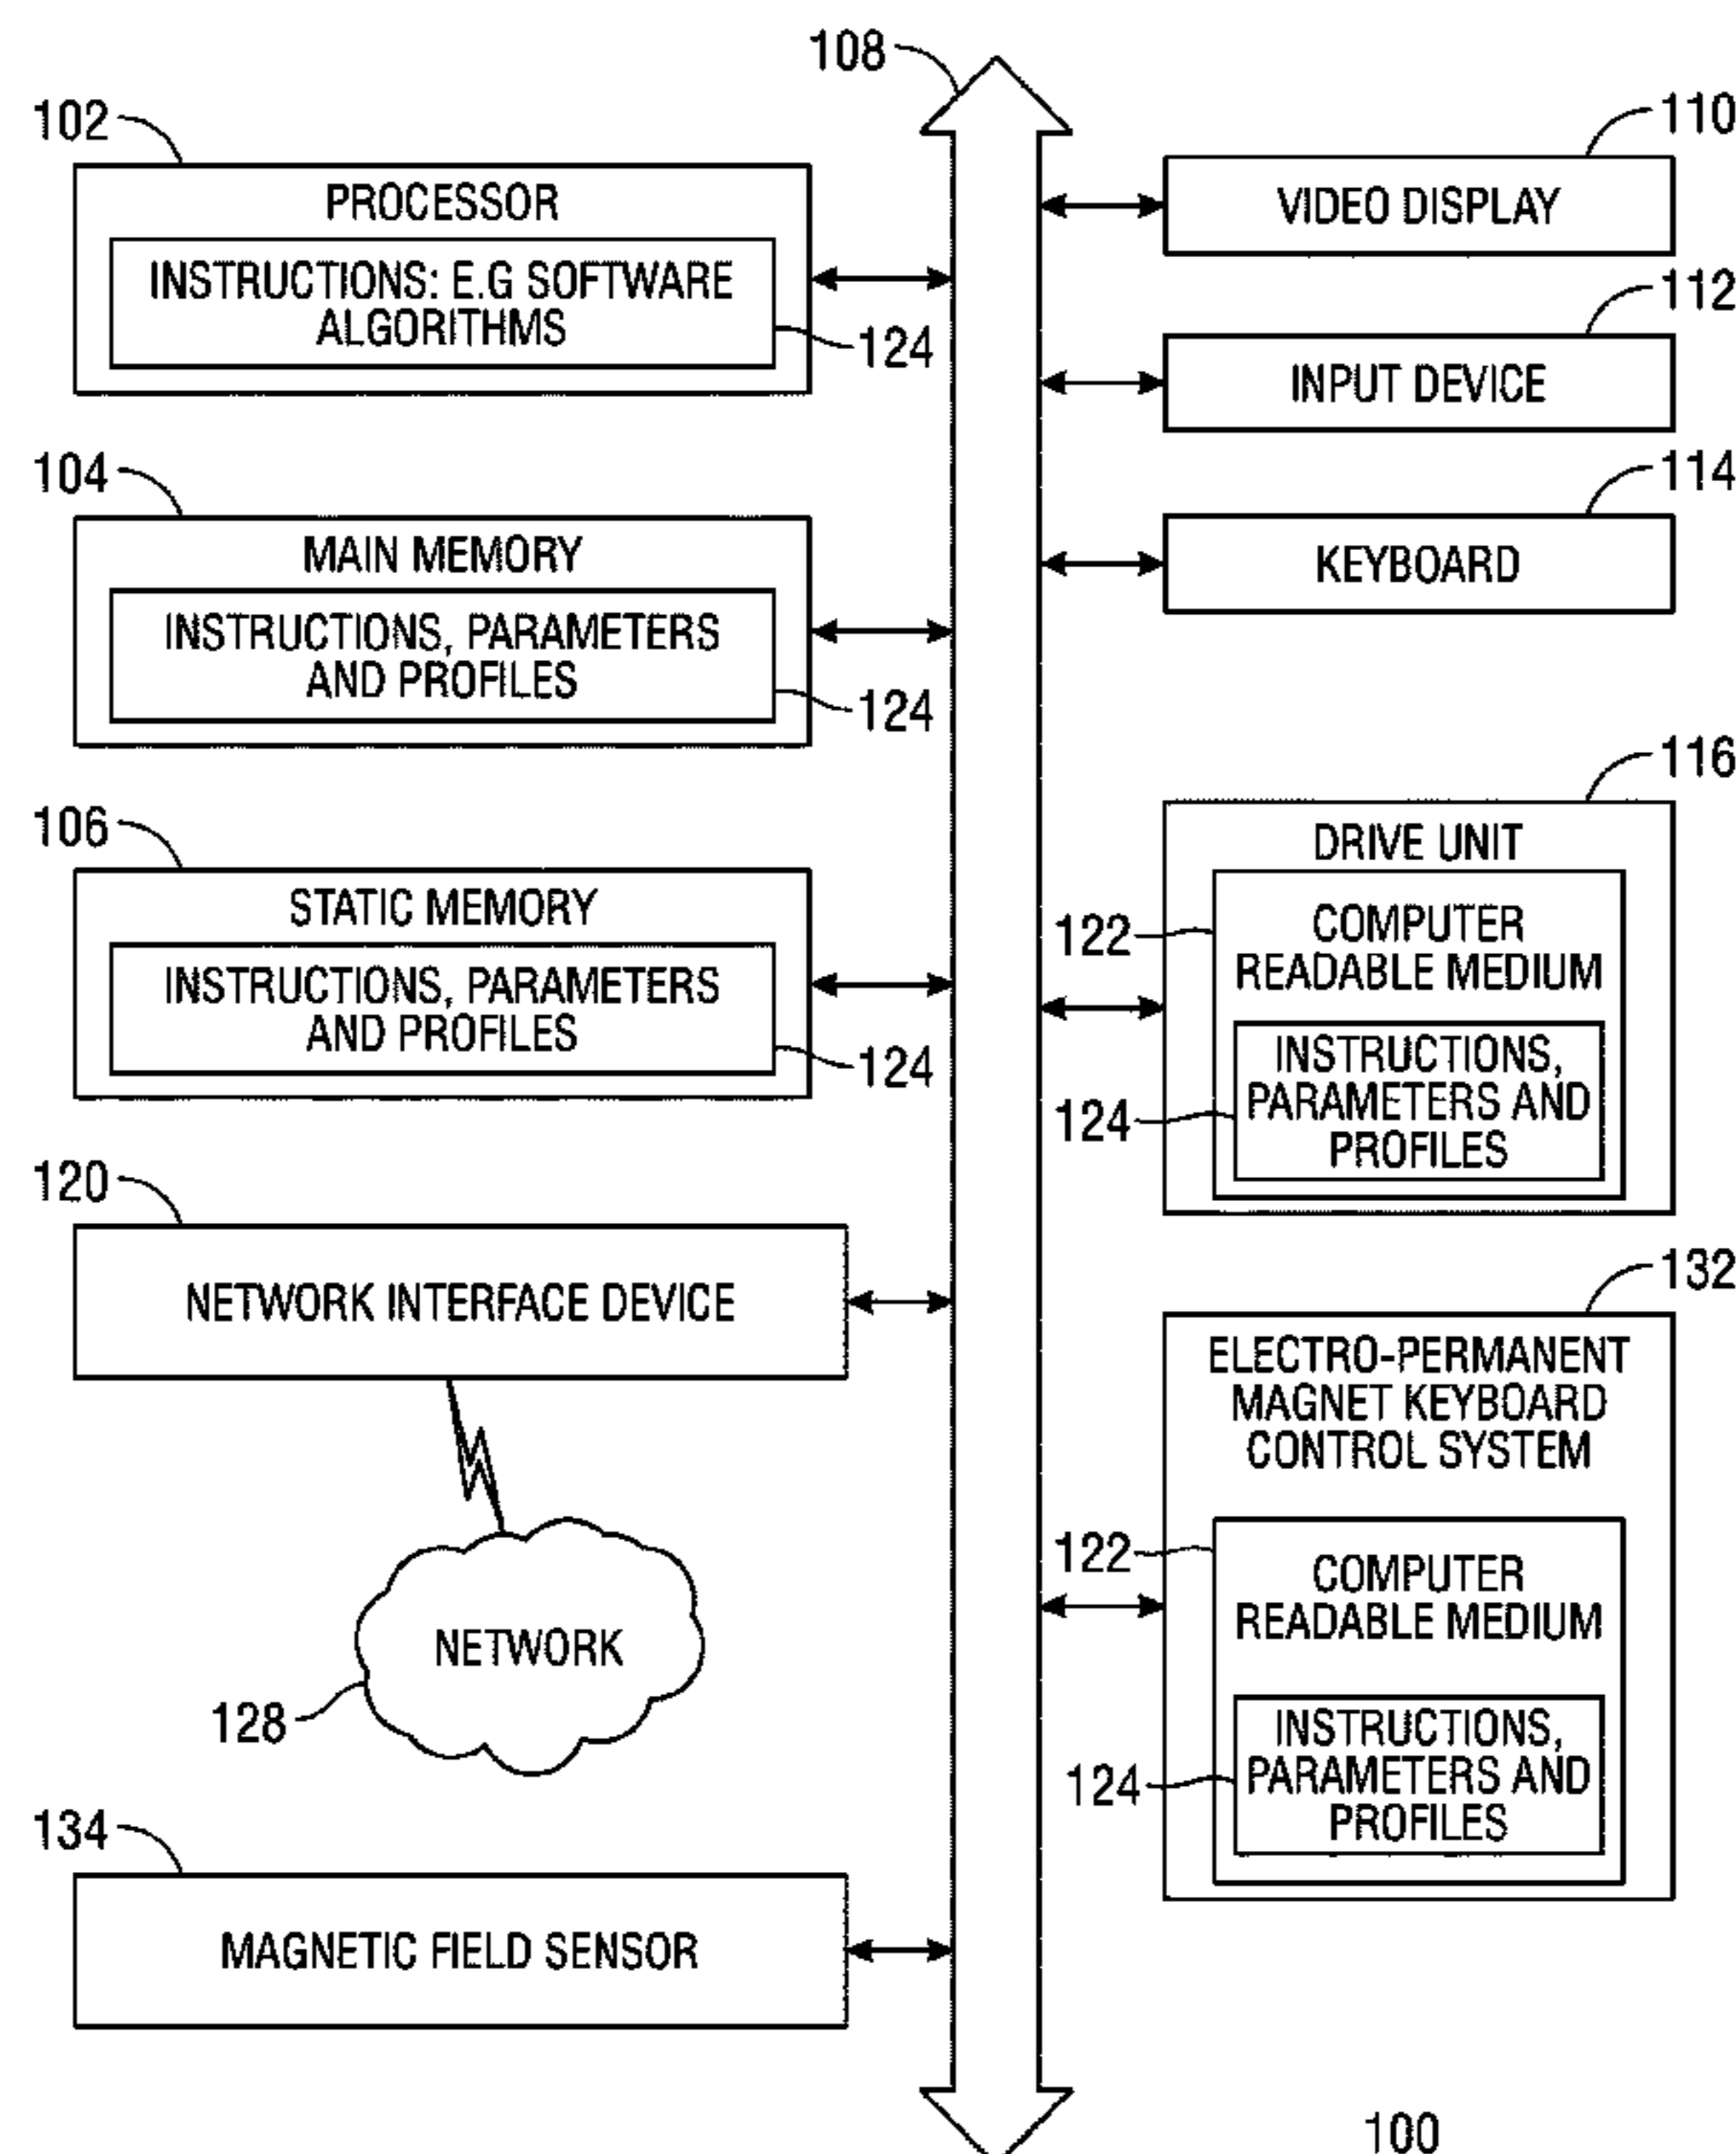 108
102
PROCESSOR
INSTRUCTIONS: E.G SOFTWARE
ALGORITHMS
124
104
MAIN MEMORY
INSTRUCTIONS, PARAMETERS
AND PROFILES
124
106
STATIC MEMORY
INSTRUCTIONS, PARAMETERS
AND PROFILES
124
120
NETWORK INTERFACE DEVICE
NETWORK
128
134
MAGNETIC FIELD SENSOR
110
VIDEO DISPLAY
112
INPUT DEVICE
114
KEYBOARD
116
DRIVE UNIT
122
COMPUTER
READABLE MEDIUM
124
INSTRUCTIONS,
PARAMETERS AND
PROFILES
132
ELECTRO-PERMANENT
MAGNET KEYBOARD
CONTROL SYSTEM
122
COMPUTER
READABLE MEDIUM
124
INSTRUCTIONS,
PARAMETERS AND
PROFILES
100